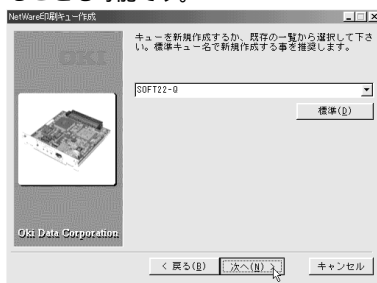 することも可能です。
NetWare印刷キュー作成
OKI
キューを新規作成するか、既存の一覧から選択して下さ
い。標準キュー名で新規作成する事を推奨します。
SOFT22-Q
標準(D)
Oki Data Corporation
< 戻る(B)
次へ(N) >
キャンセル